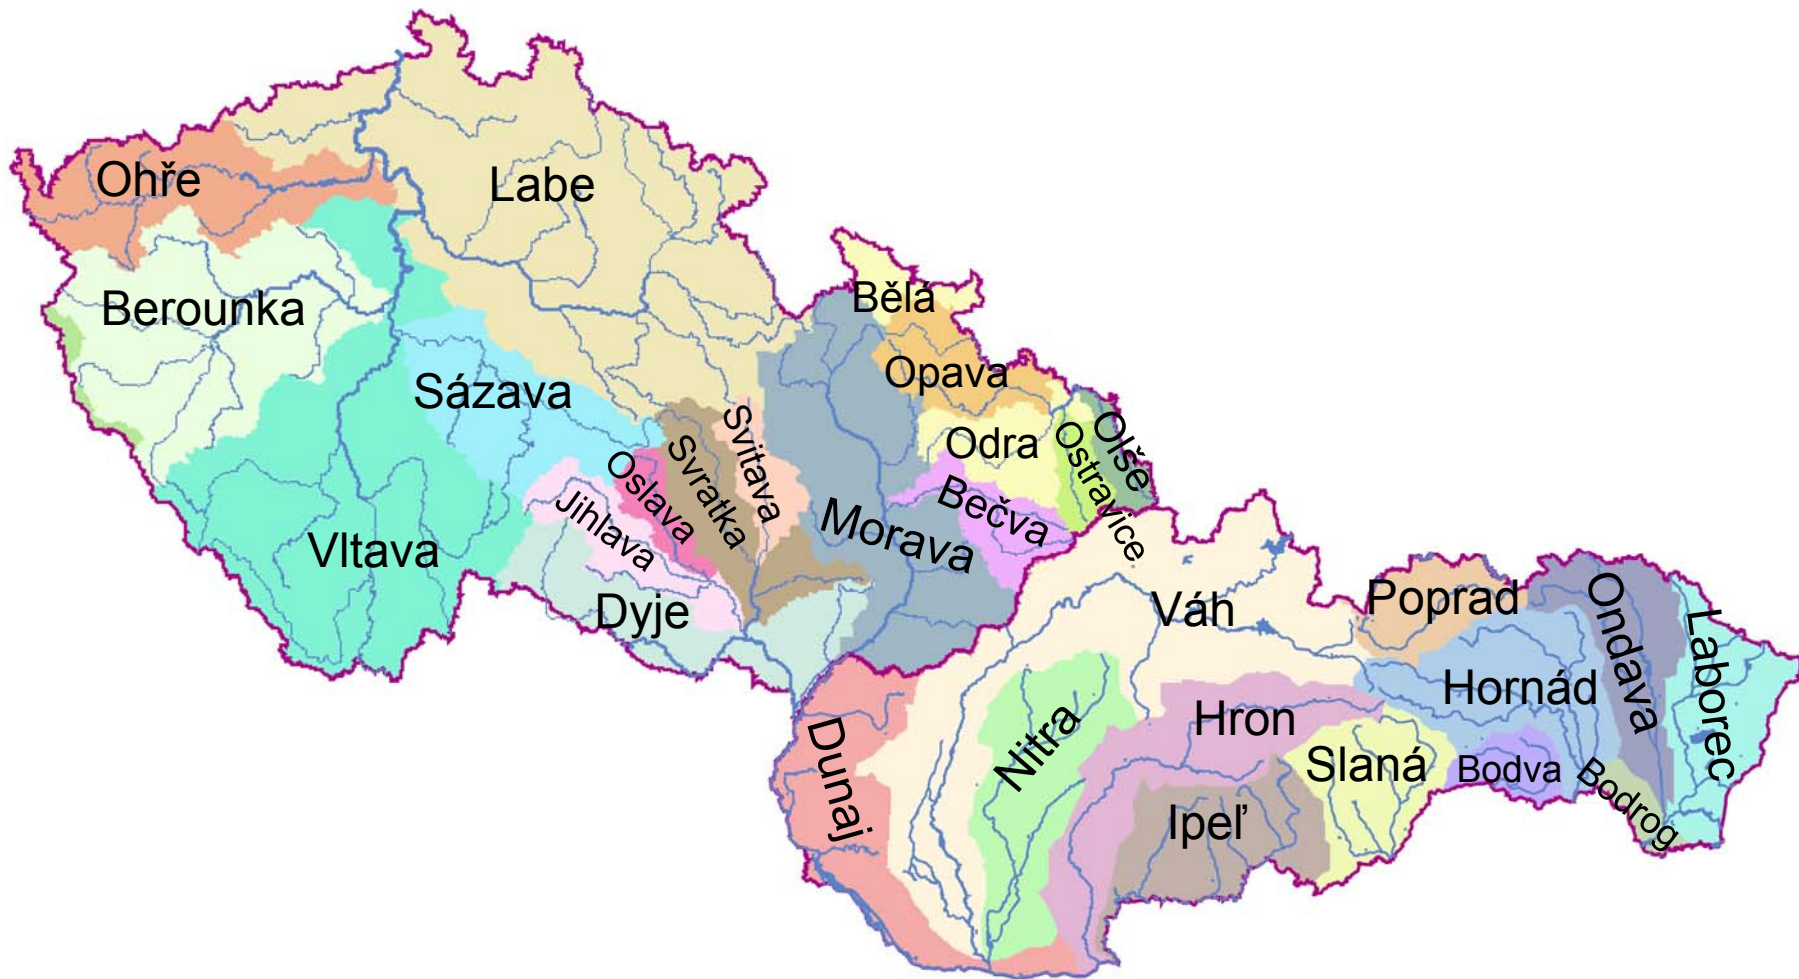 Ohře
Labe
Berounka
Bělá
Opava
Sázava
Svitava
Odra
Olše
Ostravice
Svratka
Oslava
Jihlava
Bečva
Morava
Vltava
Dyje
Váh
Poprad
Ondava
Laborec
Hornád
Hron
Nitra
Dunaj
Slaná
Bodva
Bodrog
Ipeľ